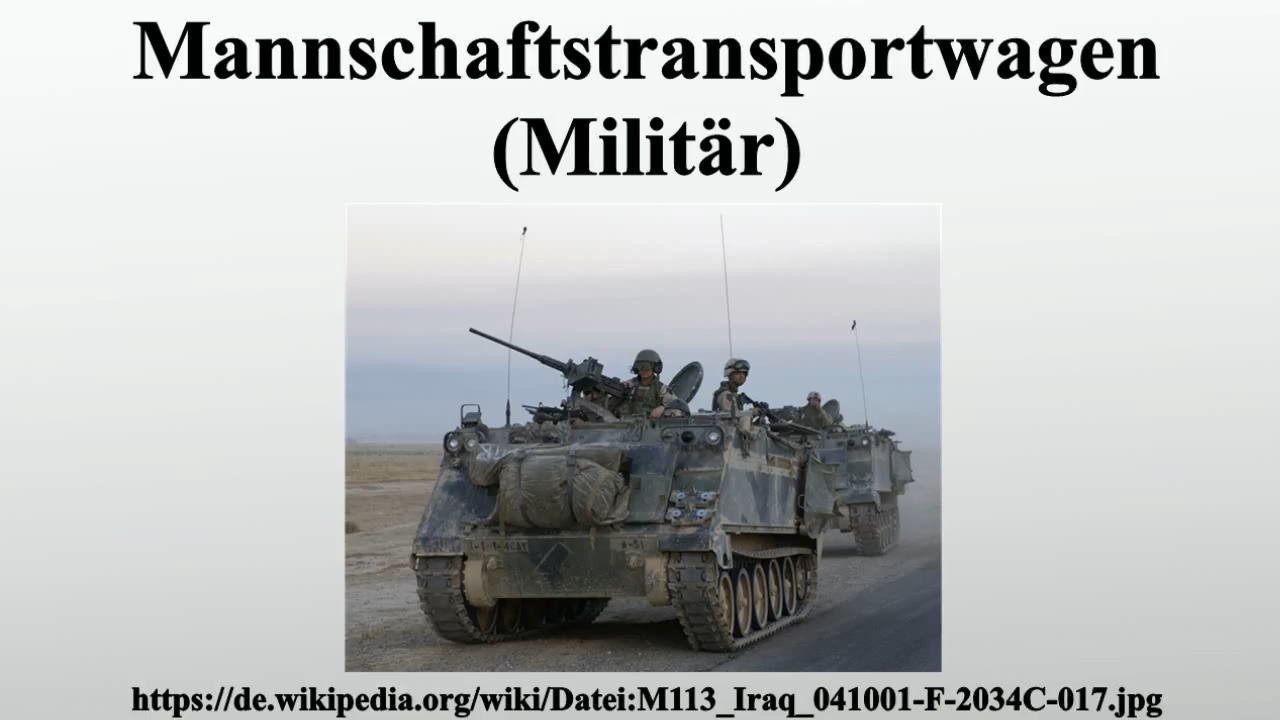 Mannschaftstransportwagen
(Militär)
https://de.wikipedia.org/wiki/Datei:M113_Iraq_041001-F-2034C-017.jpg